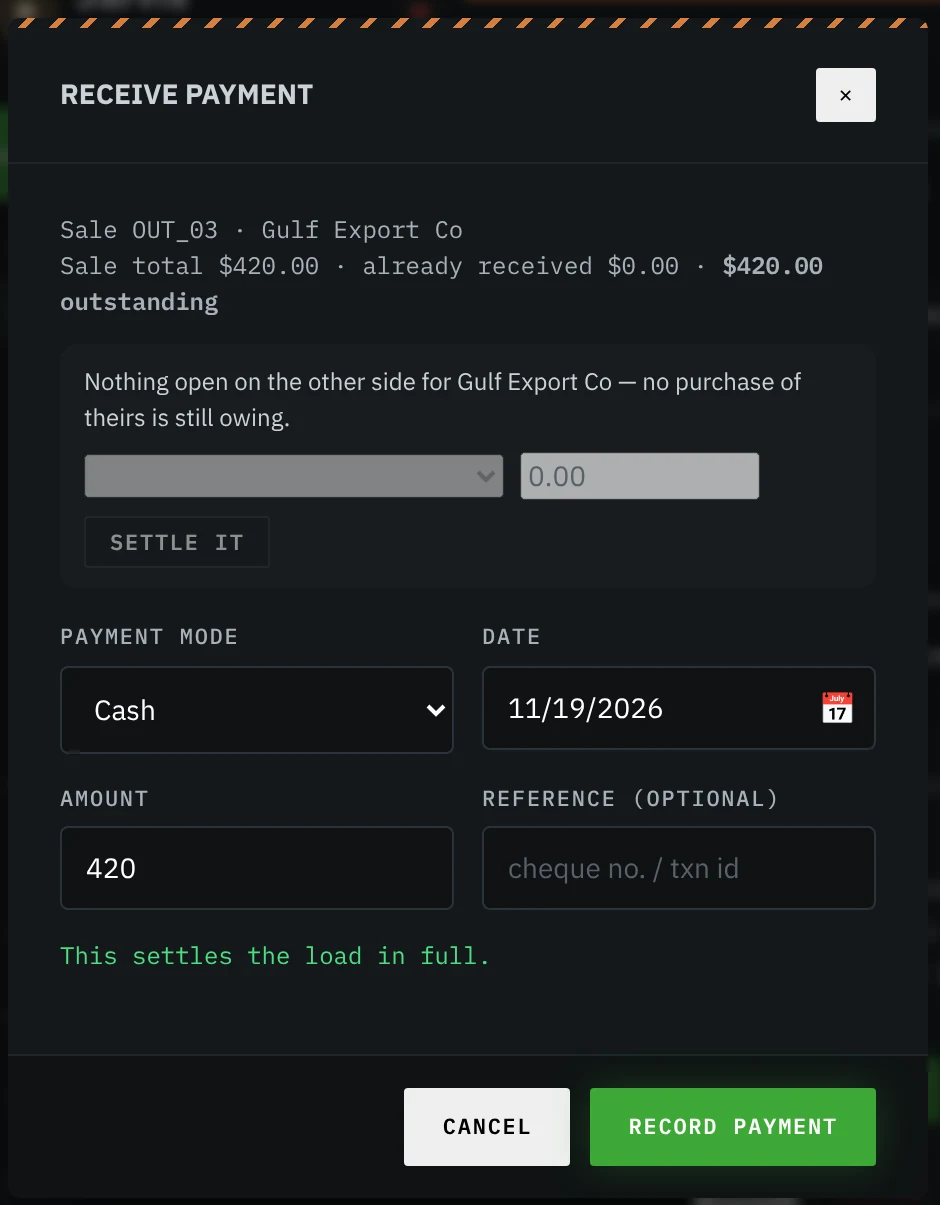 RECEIVE PAYMENT
×
Sale OUT_03 · Gulf Export Co
Sale total $420.00 · already received $0.00 · $420.00
outstanding
Nothing open on the other side for Gulf Export Co — no purchase of
theirs is still owing.
0.00
SETTLE IT
PAYMENT MODE
DATE
Cash
11/19/2026
July
17
AMOUNT
REFERENCE (OPTIONAL)
420
cheque no. / txn id
This settles the load in full.
CANCEL
RECORD PAYMENT